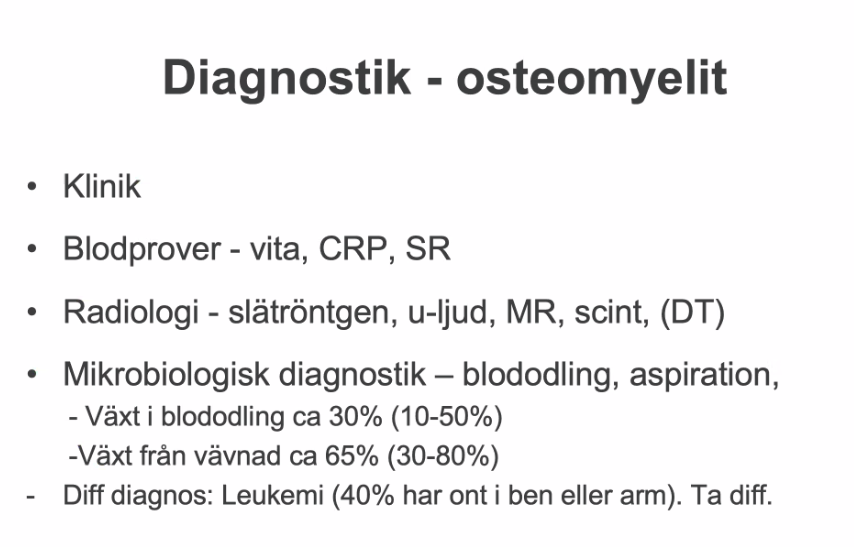 Diagnostik - osteomyelit
• Klinik
• Blodprover - vita, CRP, SR
• Radiologi - slätröntgen, u-ljud, MR, scint, (DT)
• Mikrobiologisk diagnostik – blododling, aspiration,
- Växt i blododling ca 30% (10-50%)
-Växt från vävnad ca 65% (30-80%)
- Diff diagnos: Leukemi (40% har ont i ben eller arm). Ta diff.